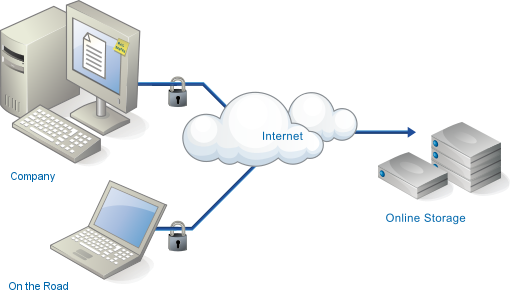 Internet
Company
Online Storage
On the Road